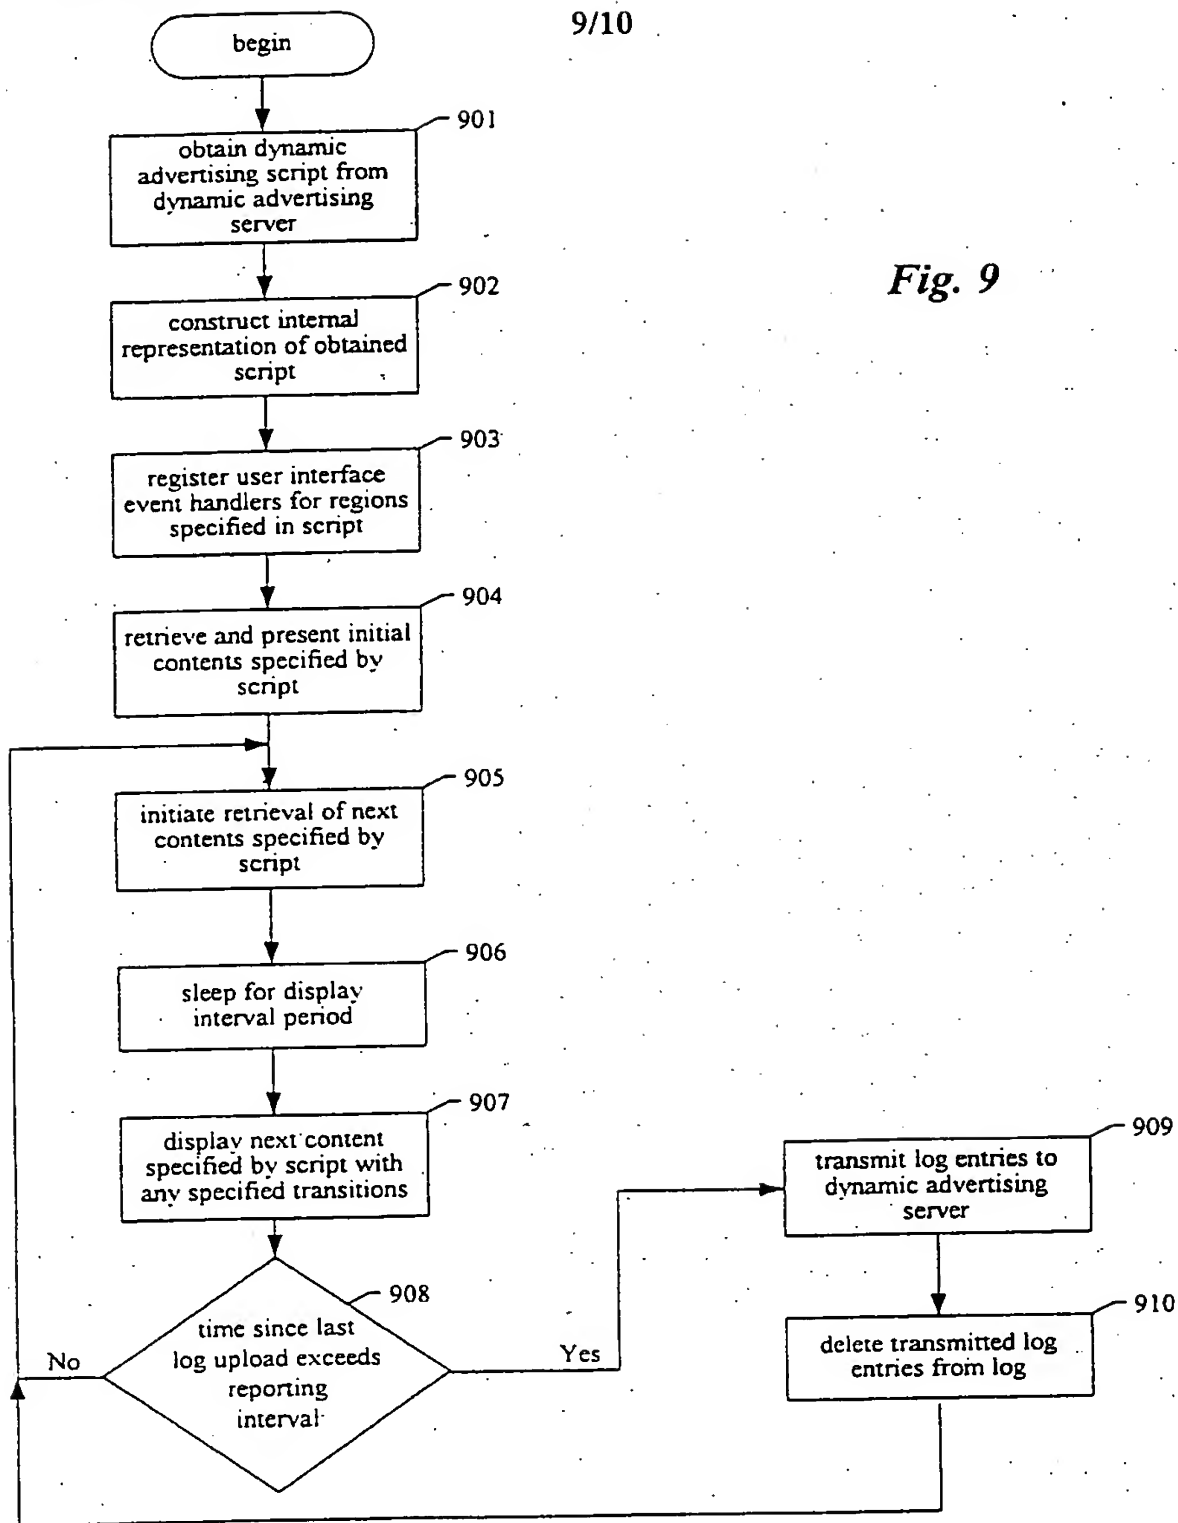 9/10
begin
901
obtain dynamic
advertising script from
dynamic advertising
server
Fig. 9
902
construct internal
representation of obtained
script
903
register user interface
event handlers for regions
specified in script
904
retrieve and present initial
contents specified by
script
905
initiate retrieval of next
contents specified by
script
906
sleep for display
interval period
907
display next content
specified by script with
any specified transitions
908
time since last
log upload exceeds
reporting
interval
No
Yes
909
transmit log entries to
dynamic advertising
server
910
delete transmitted log
entries from log